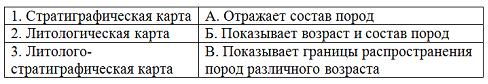 1. Стратиграфическая карта А. Отражает состав пород
2. Литологическая карта Б. Показывает возраст и состав пород
3. Литолого- В. Показывает границы распространения
стратиграфическая карта пород различного возраста